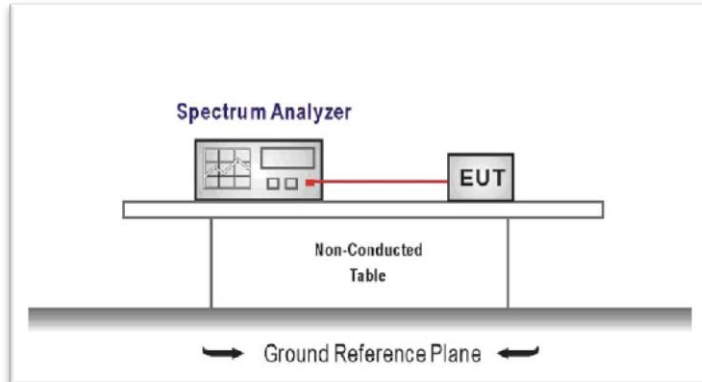 Spectrum Analyzer
EUT
Non-Conducted
Table
Ground Reference Plane